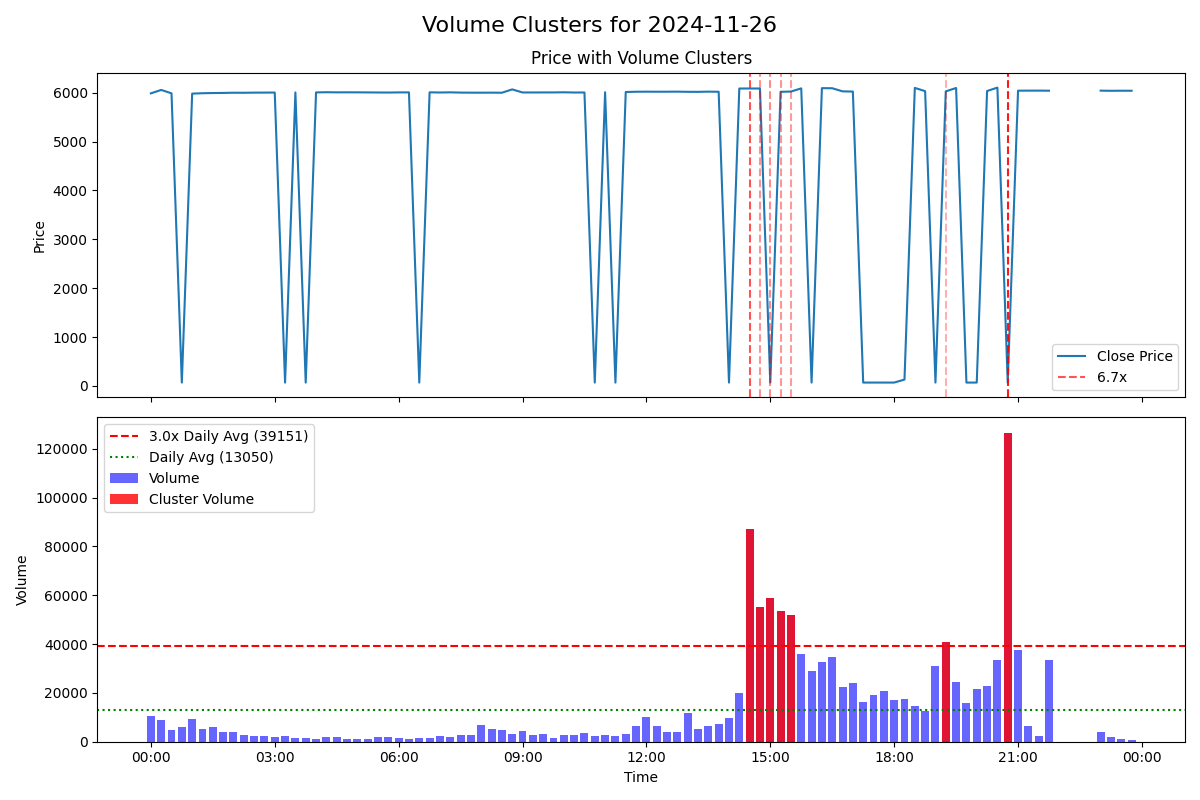 Volume Clusters for 2024-11-26
Price with Volume Clusters
6000
5000
4000
3000
2000
1000
0
Price
Close Price
6.7x
120000
100000
80000
60000
40000
20000
0
Volume
3.0x Daily Avg (39151)
Daily Avg (13050)
Volume
Cluster Volume
00:00 03:00 06:00 09:00 12:00 15:00 18:00 21:00 00:00
Time